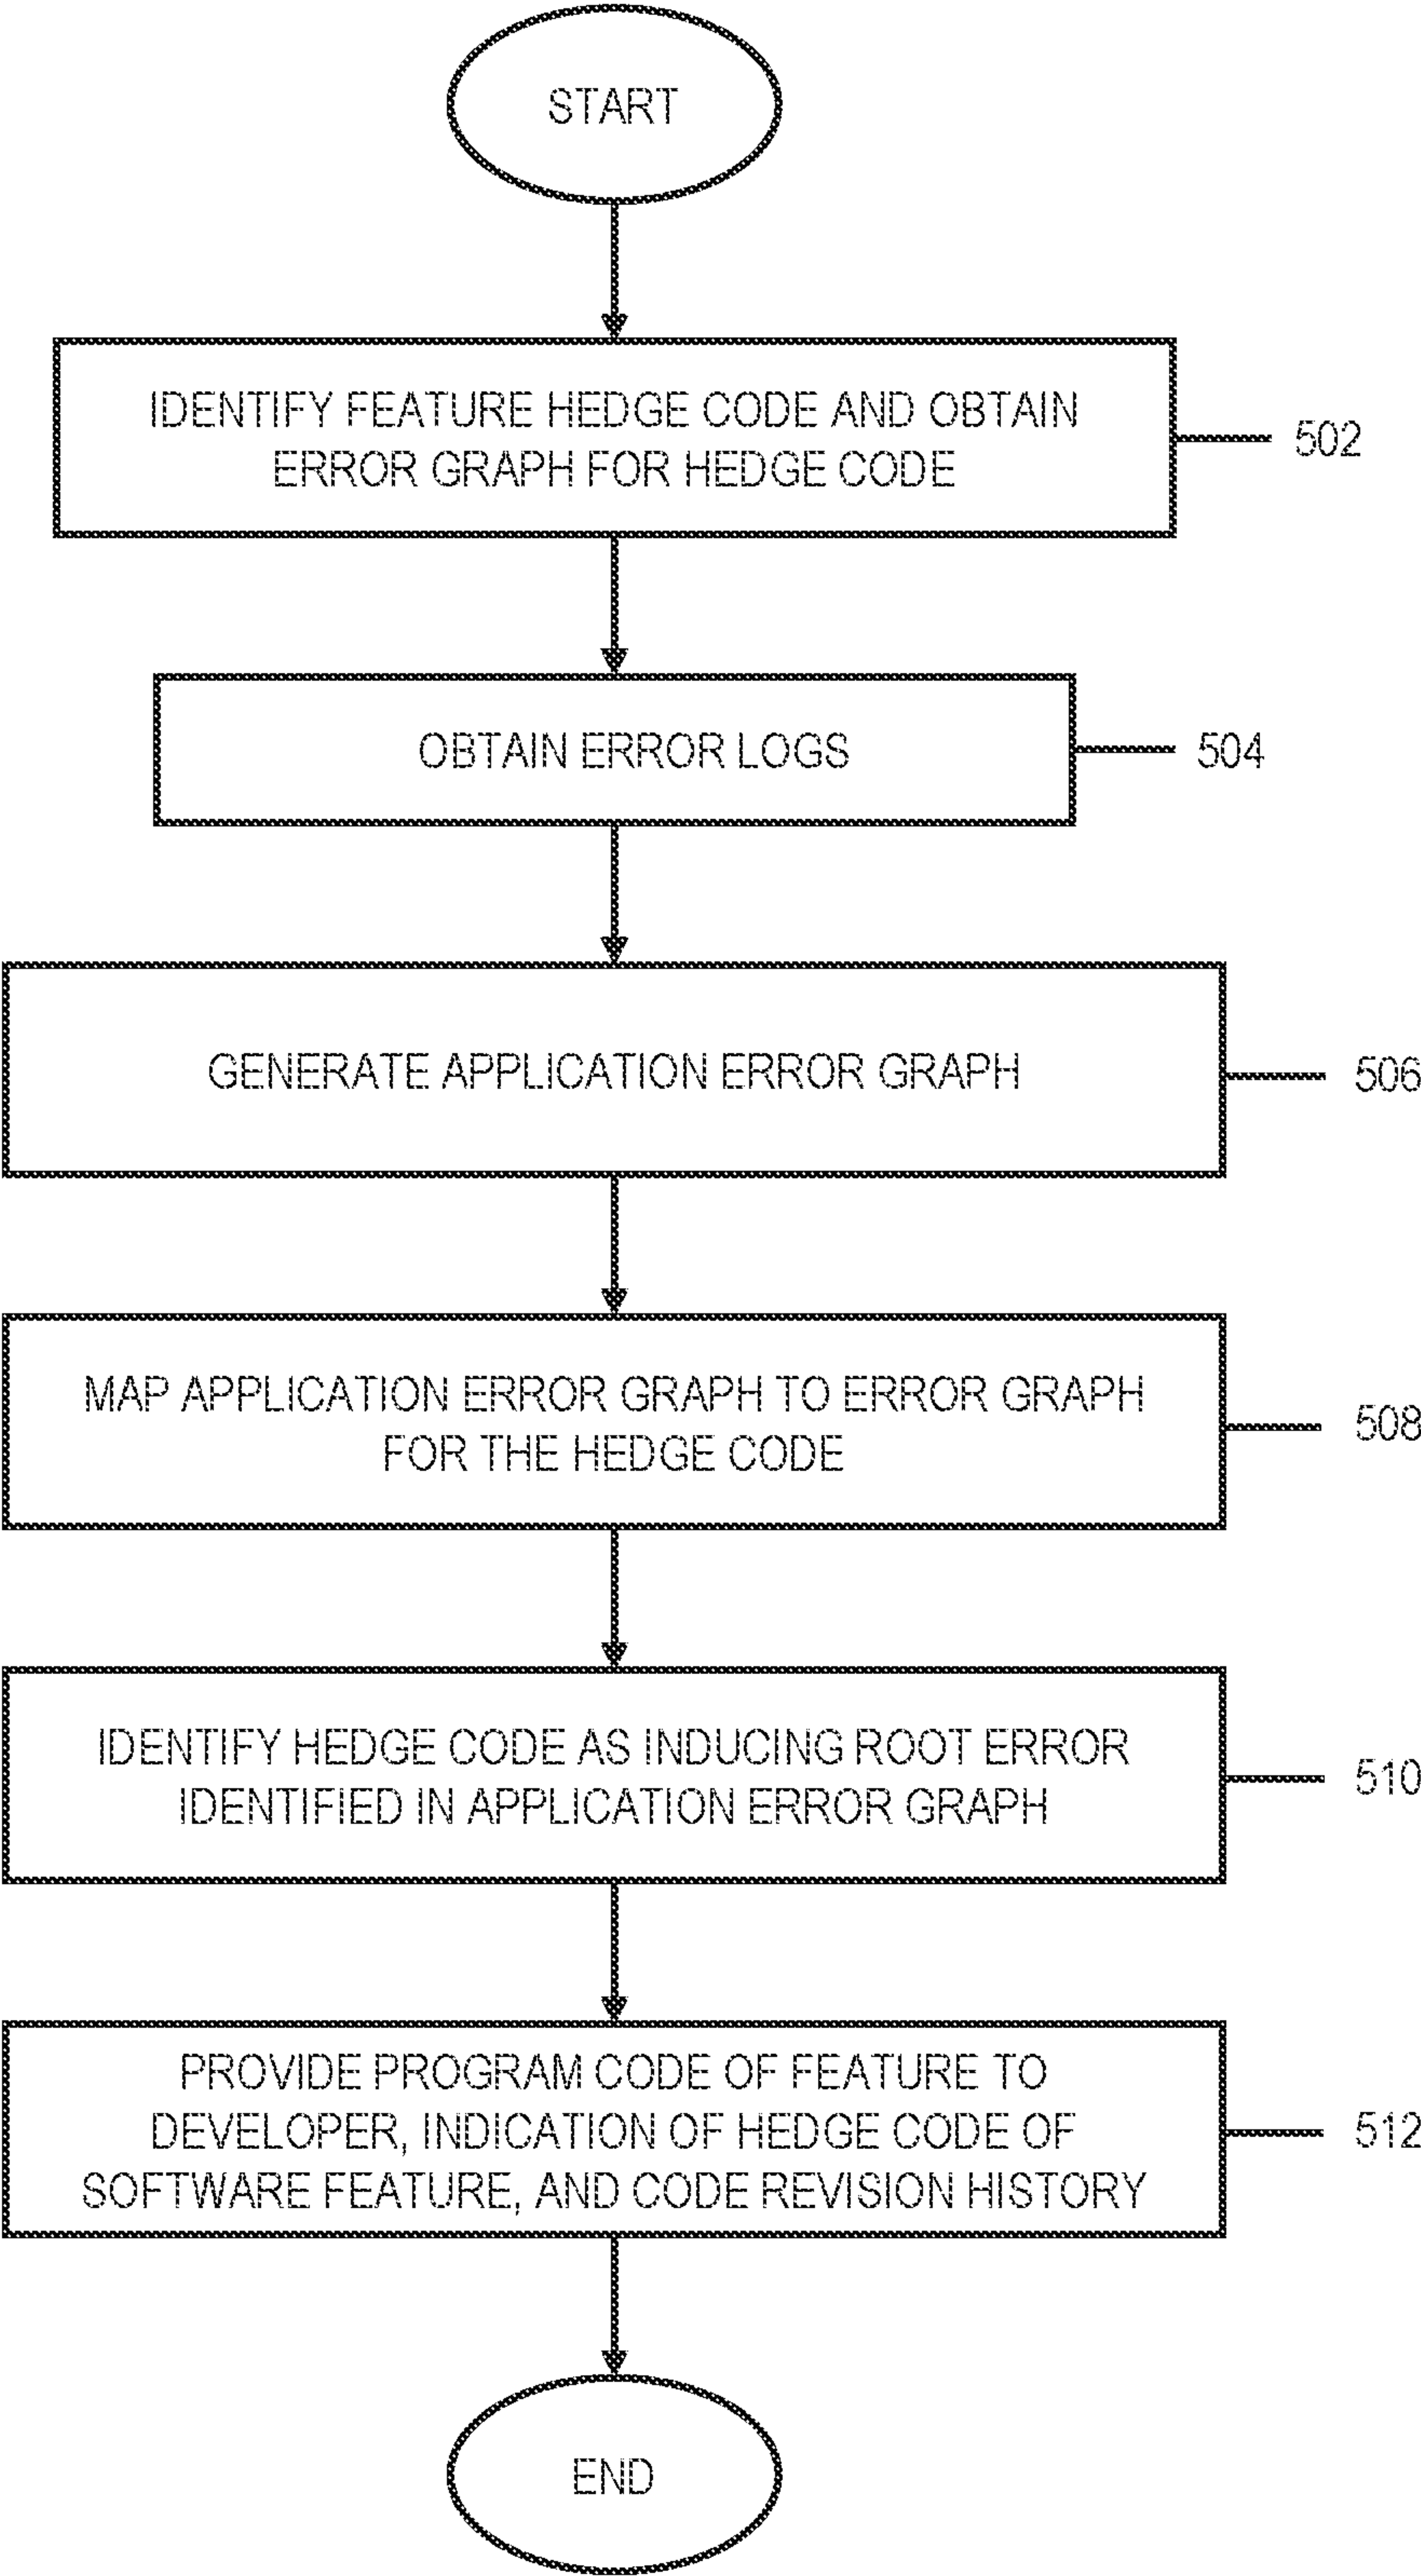 START
IDENTIFY FEATURE HEDGE CODE AND OBTAIN
ERROR GRAPH FOR HEDGE CODE
502
OBTAIN ERROR LOGS
504
GENERATE APPLICATION ERROR GRAPH
506
MAP APPLICATION ERROR GRAPH TO ERROR GRAPH
FOR THE HEDGE CODE
508
IDENTIFY HEDGE CODE AS INDUCING ROOT ERROR
IDENTIFIED IN APPLICATION ERROR GRAPH
510
PROVIDE PROGRAM CODE OF FEATURE TO
DEVELOPER, INDICATION OF HEDGE CODE OF
SOFTWARE FEATURE, AND CODE REVISION HISTORY
512
END